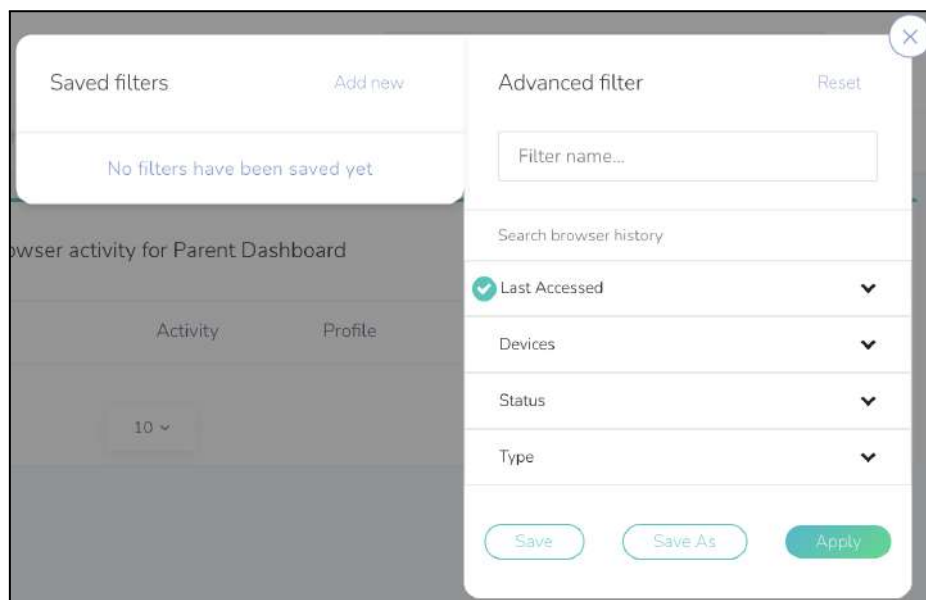 Saved filters
Add new
No filters have been saved yet
Advanced filter
Reset
Filter name...
Search browser history
Last Accessed
Devices
Status
Type
Save
Save As
Apply
activity for Parent Dashboard
Activity
Profile
10